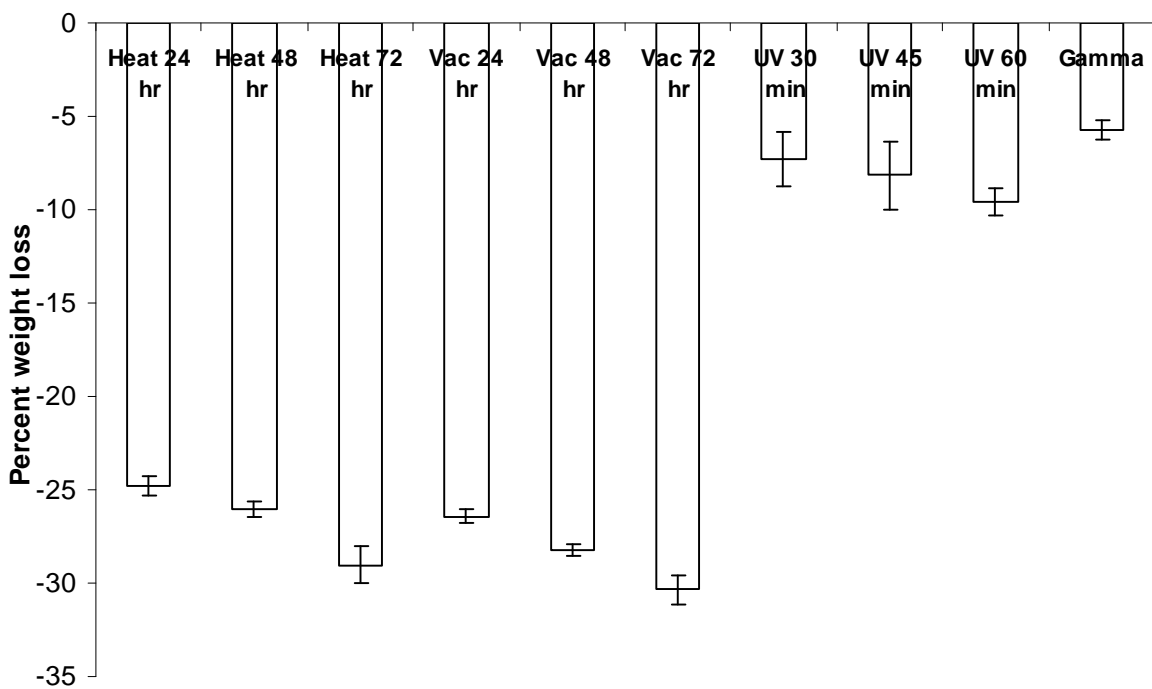 0
Heat 24 Heat 48 Heat 72 Vac 24 Vac 48 Vac 72 UV 30 UV 45 UV 60 Gamma
hr hr hr hr hr hr min min min
-5
-10
-15
-20
-25
-30
-35
Percent weight loss